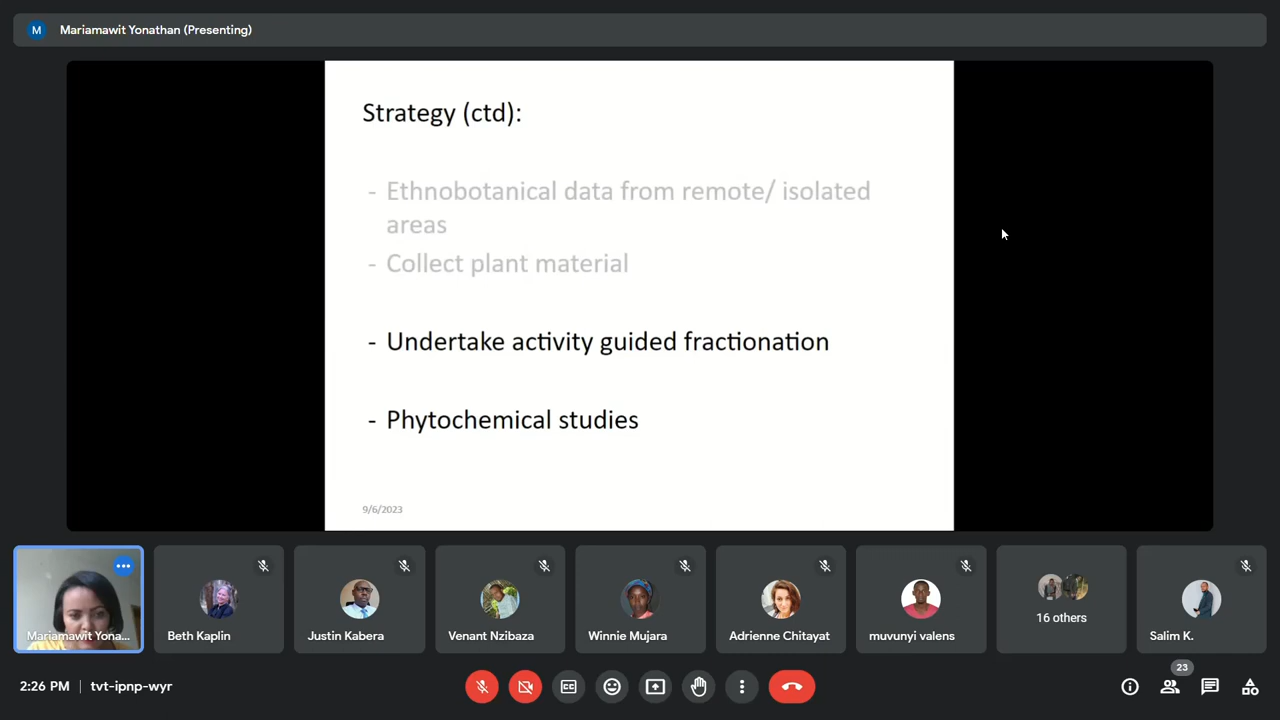 M Mariamawit Yonathan (Presenting)
Strategy (ctd):
- Ethnobotanical data from remote/ isolated
areas
- Collect plant material
- Undertake activity guided fractionation
- Phytochemical studies
9/6/2023
Mariamawit Yona...
Beth Kaplin
Justin Kabera
Venant Nzibaza
Winnie Mujara
Adrienne Chitayat
muvunyi valens
16 others
Salim K.
2:26 PM | tvt-ipnp-wyr
23